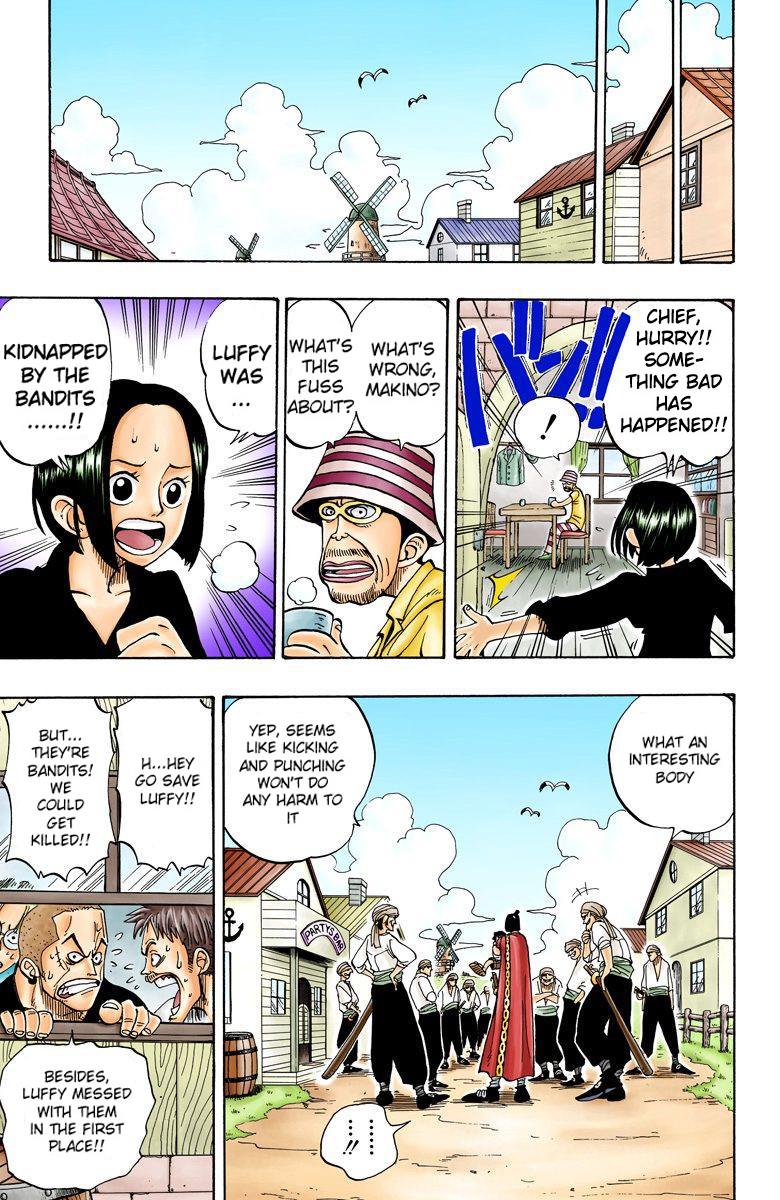 CHIEF,
HURRY!!
SOME-
THING BAD
HAS
HAPPENED!!
バン!!
!
WHAT'S
WRONG,
MAKINO?
WHAT'S
THIS
FUSS
ABOUT?
LUFFY
WAS
...
KIDNAPPED
BY THE
BANDITS
......!!
WHAT AN
INTERESTING
BODY
YEP, SEEMS
LIKE KICKING
AND PUNCHING
WON'T DO
ANY HARM TO
IT
PARTYS BAR
......!!
H...HEY
GO SAVE
LUFFY!!
BUT...
THEY'RE
BANDITS!
WE
COULD
GET
KILLED!!
BESIDES,
LUFFY MESSED
WITH THEM
IN THE FIRST
PLACE!!